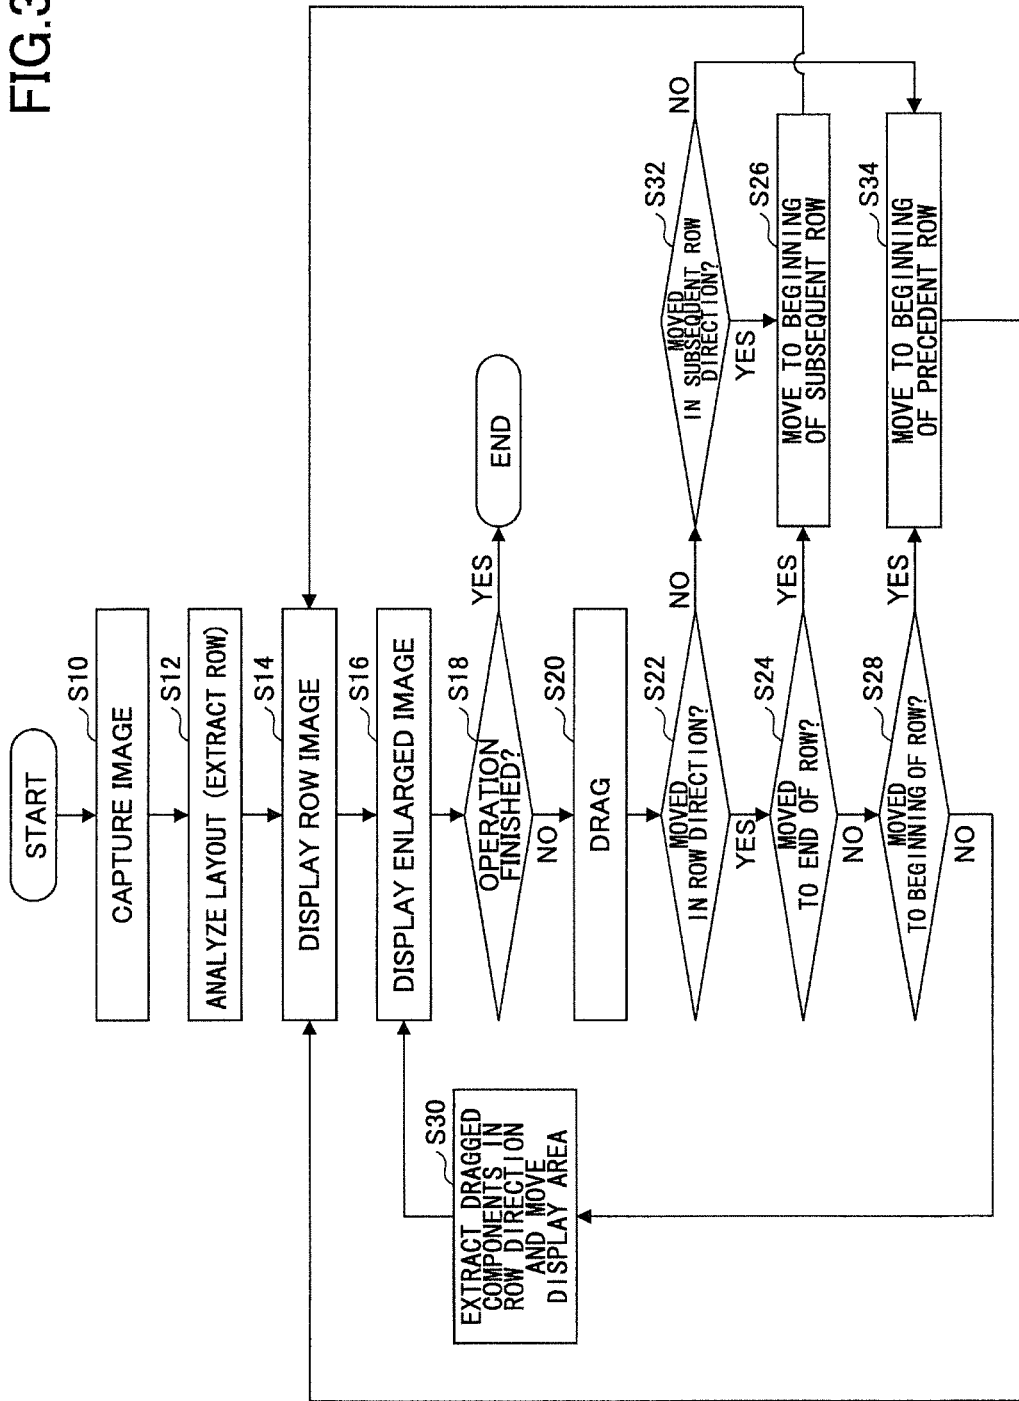 FIG.3
START
S10
CAPTURE IMAGE
S12
ANALYZE LAYOUT (EXTRACT ROW)
S14
DISPLAY ROW IMAGE
S16
DISPLAY ENLARGED IMAGE
S18
OPERATION
FINISHED?
YES
END
NO
S20
DRAG
S22
MOVED
IN ROW DIRECTION?
NO
YES
S32
MOVED
IN SUBSEQUENT ROW
DIRECTION?
NO
YES
S24
MOVED
TO END OF ROW?
YES
NO
S26
MOVE TO BEGINNING
OF SUBSEQUENT ROW
S28
MOVED
TO BEGINNING OF ROW?
YES
NO
S34
MOVE TO BEGINNING
OF PRECEDENT ROW
S30
EXTRACT DRAGGED
COMPONENTS IN
ROW DIRECTION
AND MOVE
DISPLAY AREA